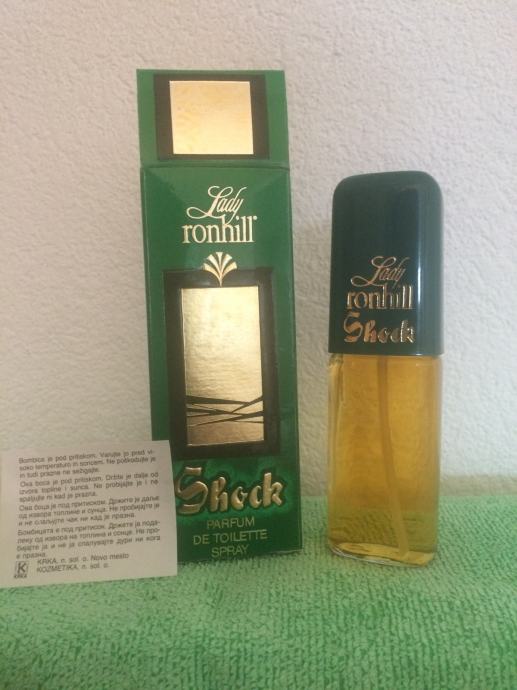 Lady
ronhill
Shock
PARFUM
DE TOILETTE
SPRAY
Lady
ronhill
Shock
Bombica je pod pritiskom. Varujte jo pred vi-
soko temperaturo in soncem. Ne poškodujte je
in tudi prazne ne sežigajte.
Ova boca je pod pritiskom. Držite je dalje od
izvora topline i sunca. Ne probijajte je i ne
spaljujte ni kad je prazna.
Ова боца је под притиском. Држите је даље
од извора топлине и сунца. Не пробијајте је
и не спаљујте чак ни кад је празна.
Бомбицата е под притисок. Држете ја пода-
леку од извора на топлина и сонце. Не про-
бијајте ја и не ја спалувајте дури ни кога
е празна.
KRKA, n. sol. o. Novo mesto
KOZMETIKA, n. sol. o.
K
KRKA